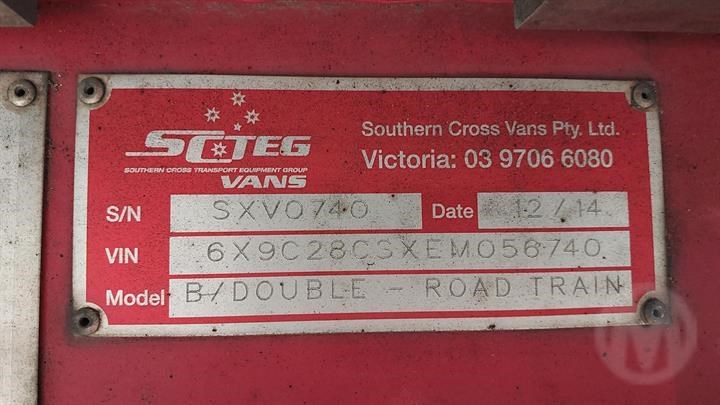 SCTEG
SOUTHERN CROSS TRANSPORT EQUIPMENT GROUP
VANS
Southern Cross Vans Pty. Ltd.
Victoria: 03 9706 6080
S/N SXV0740 Date 12/14
VIN 6X9C28CSXEM056740
Model B/DOUBLE - ROAD TRAIN
M